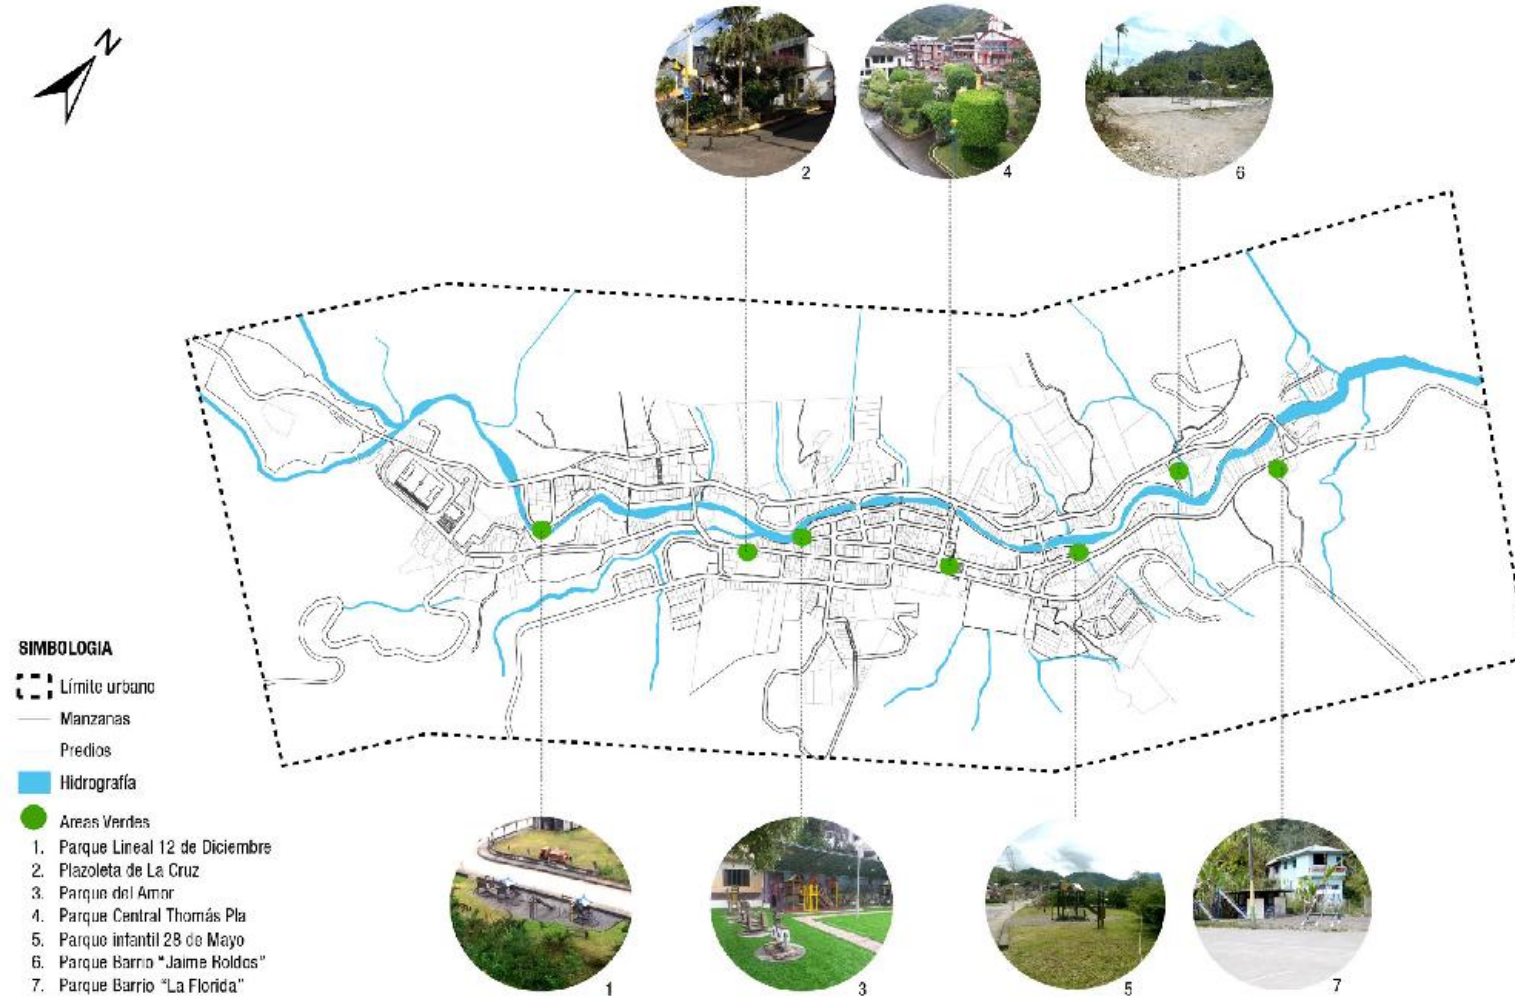 N
2
4
6
SIMBOLOGIA
Límite urbano
Manzanas
Predios
Hidrografía
Areas Verdes
1. Parque Lineal 12 de Diciembre
2. Plazoleta de La Cruz
3. Parque del Amor
4. Parque Central Thomás Pla
5. Parque infantil 28 de Mayo
6. Parque Barrio "Jaime Roldos"
7. Parque Barrio "La Florida"
1
3
5
7